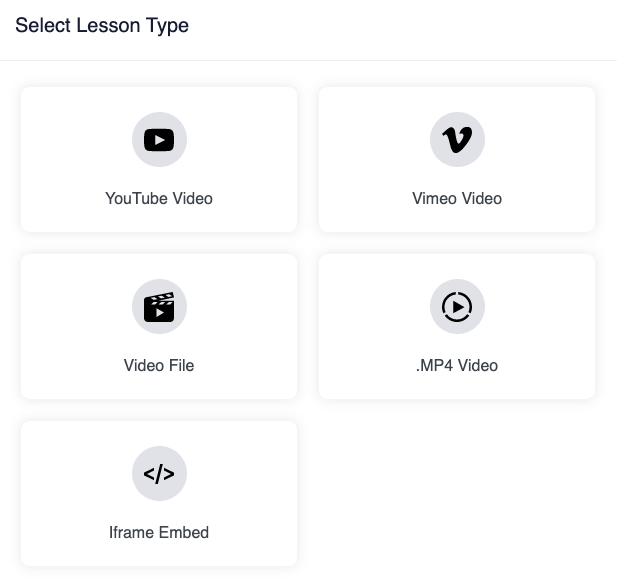 Select Lesson Type
YouTube Video
Vimeo Video
Video File
.MP4 Video
</>
Iframe Embed